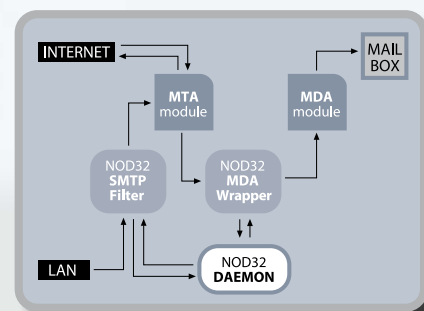 INTERNET
MTA
module
MDA
module
MAIL
BOX
NOD32
SMTP
Filter
NOD32
MDA
Wrapper
LAN
NOD32
DAEMON